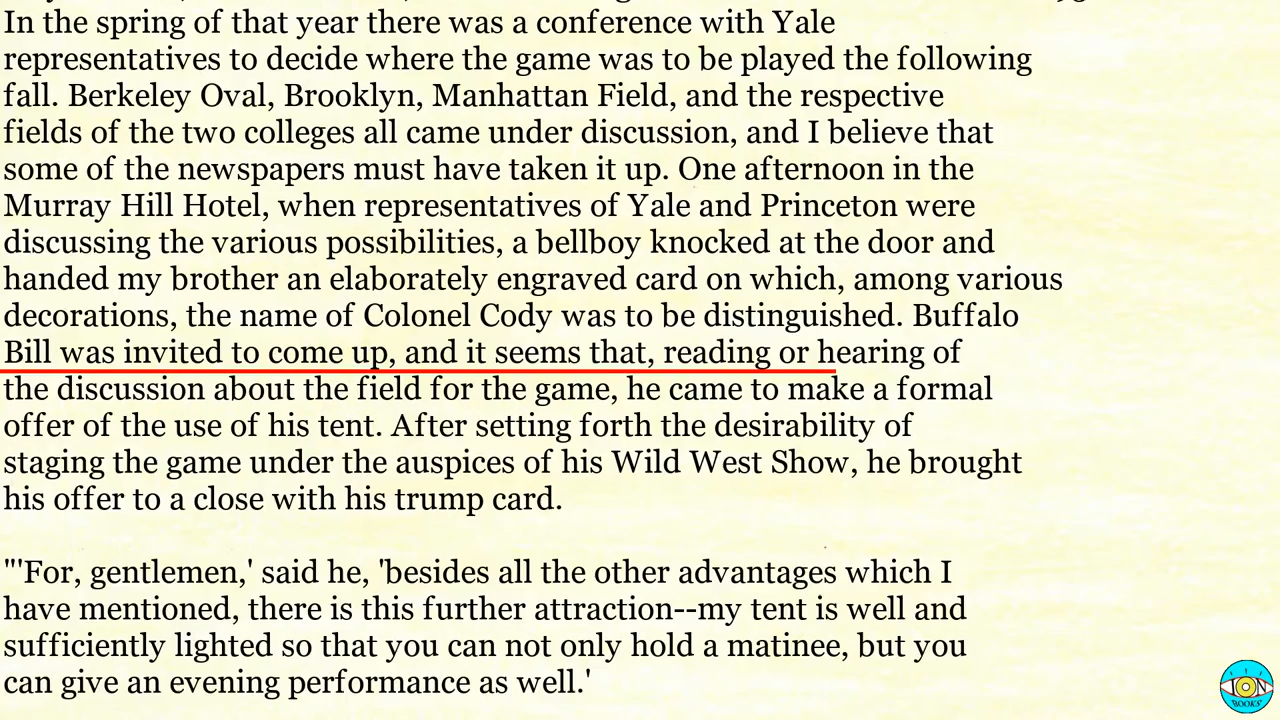 In the spring of that year there was a conference with Yale
representatives to decide where the game was to be played the following
fall. Berkeley Oval, Brooklyn, Manhattan Field, and the respective
fields of the two colleges all came under discussion, and I believe that
some of the newspapers must have taken it up. One afternoon in the
Murray Hill Hotel, when representatives of Yale and Princeton were
discussing the various possibilities, a bellboy knocked at the door and
handed my brother an elaborately engraved card on which, among various
decorations, the name of Colonel Cody was to be distinguished. Buffalo
Bill was invited to come up, and it seems that, reading or hearing of
the discussion about the field for the game, he came to make a formal
offer of the use of his tent. After setting forth the desirability of
staging the game under the auspices of his Wild West Show, he brought
his offer to a close with his trump card.
"'For, gentlemen,' said he, 'besides all the other advantages which I
have mentioned, there is this further attraction--my tent is well and
sufficiently lighted so that you can not only hold a matinee, but you
can give an evening performance as well.'
ION
BOOKS